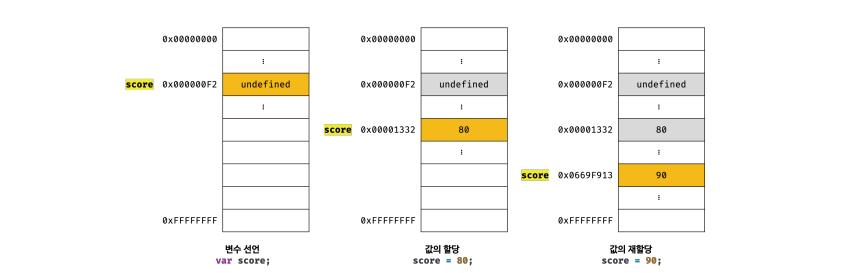 0x00000000
⋮
score 0x000000F2 undefined
⋮
0xFFFFFFFF
변수 선언
var score;
0x00000000
⋮
0x000000F2 undefined
⋮
score 0x00001332 80
⋮
0xFFFFFFFF
값의 할당
score = 80;
0x00000000
⋮
0x000000F2 undefined
⋮
0x00001332 80
⋮
score 0x0669F913 90
⋮
0xFFFFFFFF
값의 재할당
score = 90;